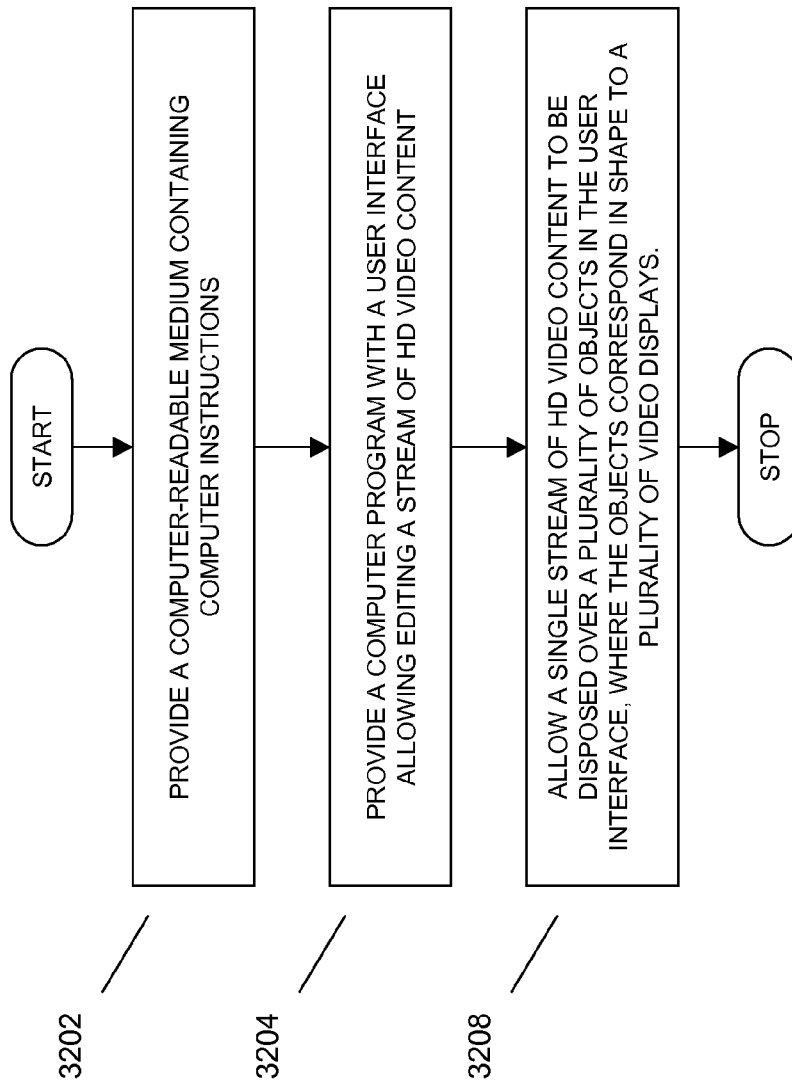 START
3202
PROVIDE A COMPUTER-READABLE MEDIUM CONTAINING
COMPUTER INSTRUCTIONS
3204
PROVIDE A COMPUTER PROGRAM WITH A USER INTERFACE
ALLOWING EDITING A STREAM OF HD VIDEO CONTENT
3208
ALLOW A SINGLE STREAM OF HD VIDEO CONTENT TO BE
DISPOSED OVER A PLURALITY OF OBJECTS IN THE USER
INTERFACE, WHERE THE OBJECTS CORRESPOND IN SHAPE TO A
PLURALITY OF VIDEO DISPLAYS.
STOP